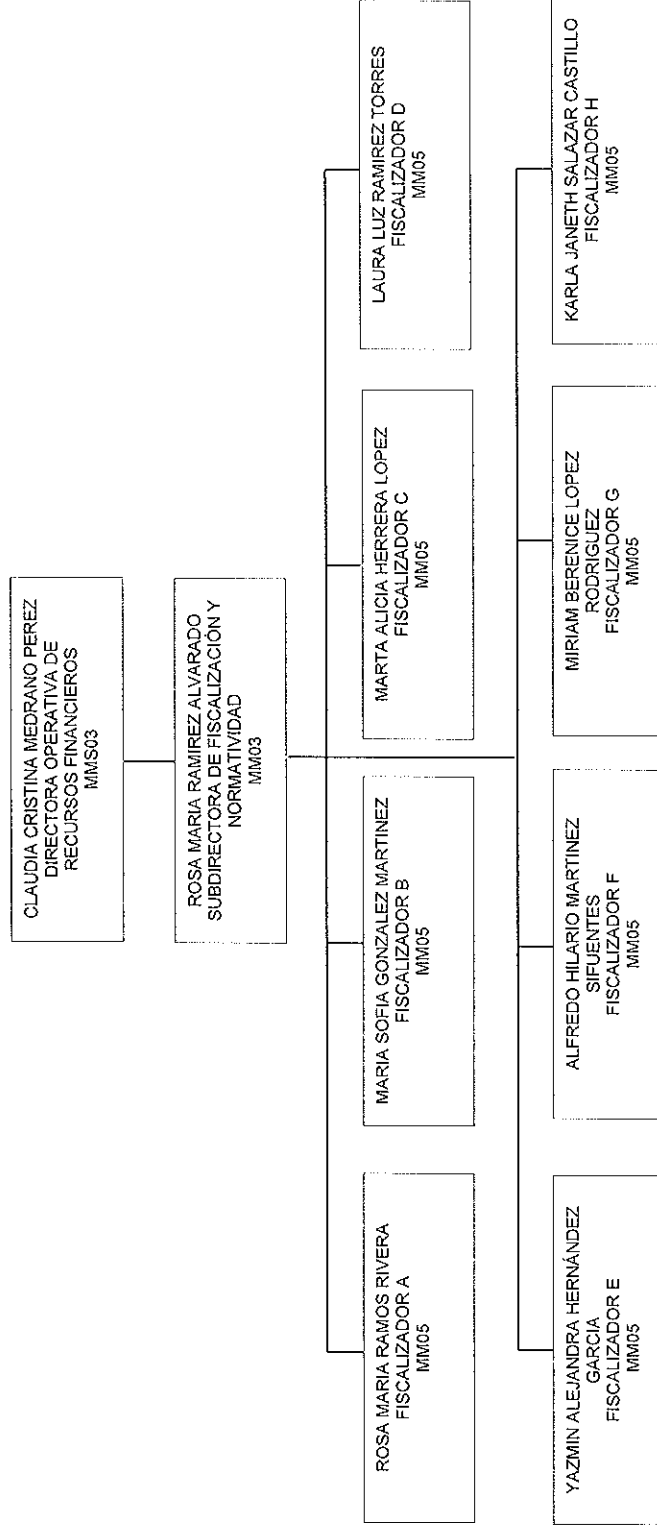 CLAUDIA CRISTINA MEDRANO PEREZ
DIRECTORA OPERATIVA DE
RECURSOS FINANCIEROS
MMS03
ROSA MARIA RAMIREZ ALVARADO
SUBDIRECTORA DE FISCALIZACIÓN Y
NORMATIVIDAD
MM03
ROSA MARIA RAMOS RIVERA
FISCALIZADOR A
MM05
MARIA SOFIA GONZALEZ MARTINEZ
FISCALIZADOR B
MM05
MARTA ALICIA HERRERA LOPEZ
FISCALIZADOR C
MM05
LAURA LUZ RAMIREZ TORRES
FISCALIZADOR D
MM05
YAZMIN ALEJANDRA HERNÁNDEZ
GARCIA
FISCALIZADOR E
MM05
ALFREDO HILARIO MARTINEZ
SIFUENTES
FISCALIZADOR F
MM05
MIRIAM BERENICE LOPEZ
RODRIGUEZ
FISCALIZADOR G
MM05
KARLA JANETH SALAZAR CASTILLO
FISCALIZADOR H
MM05